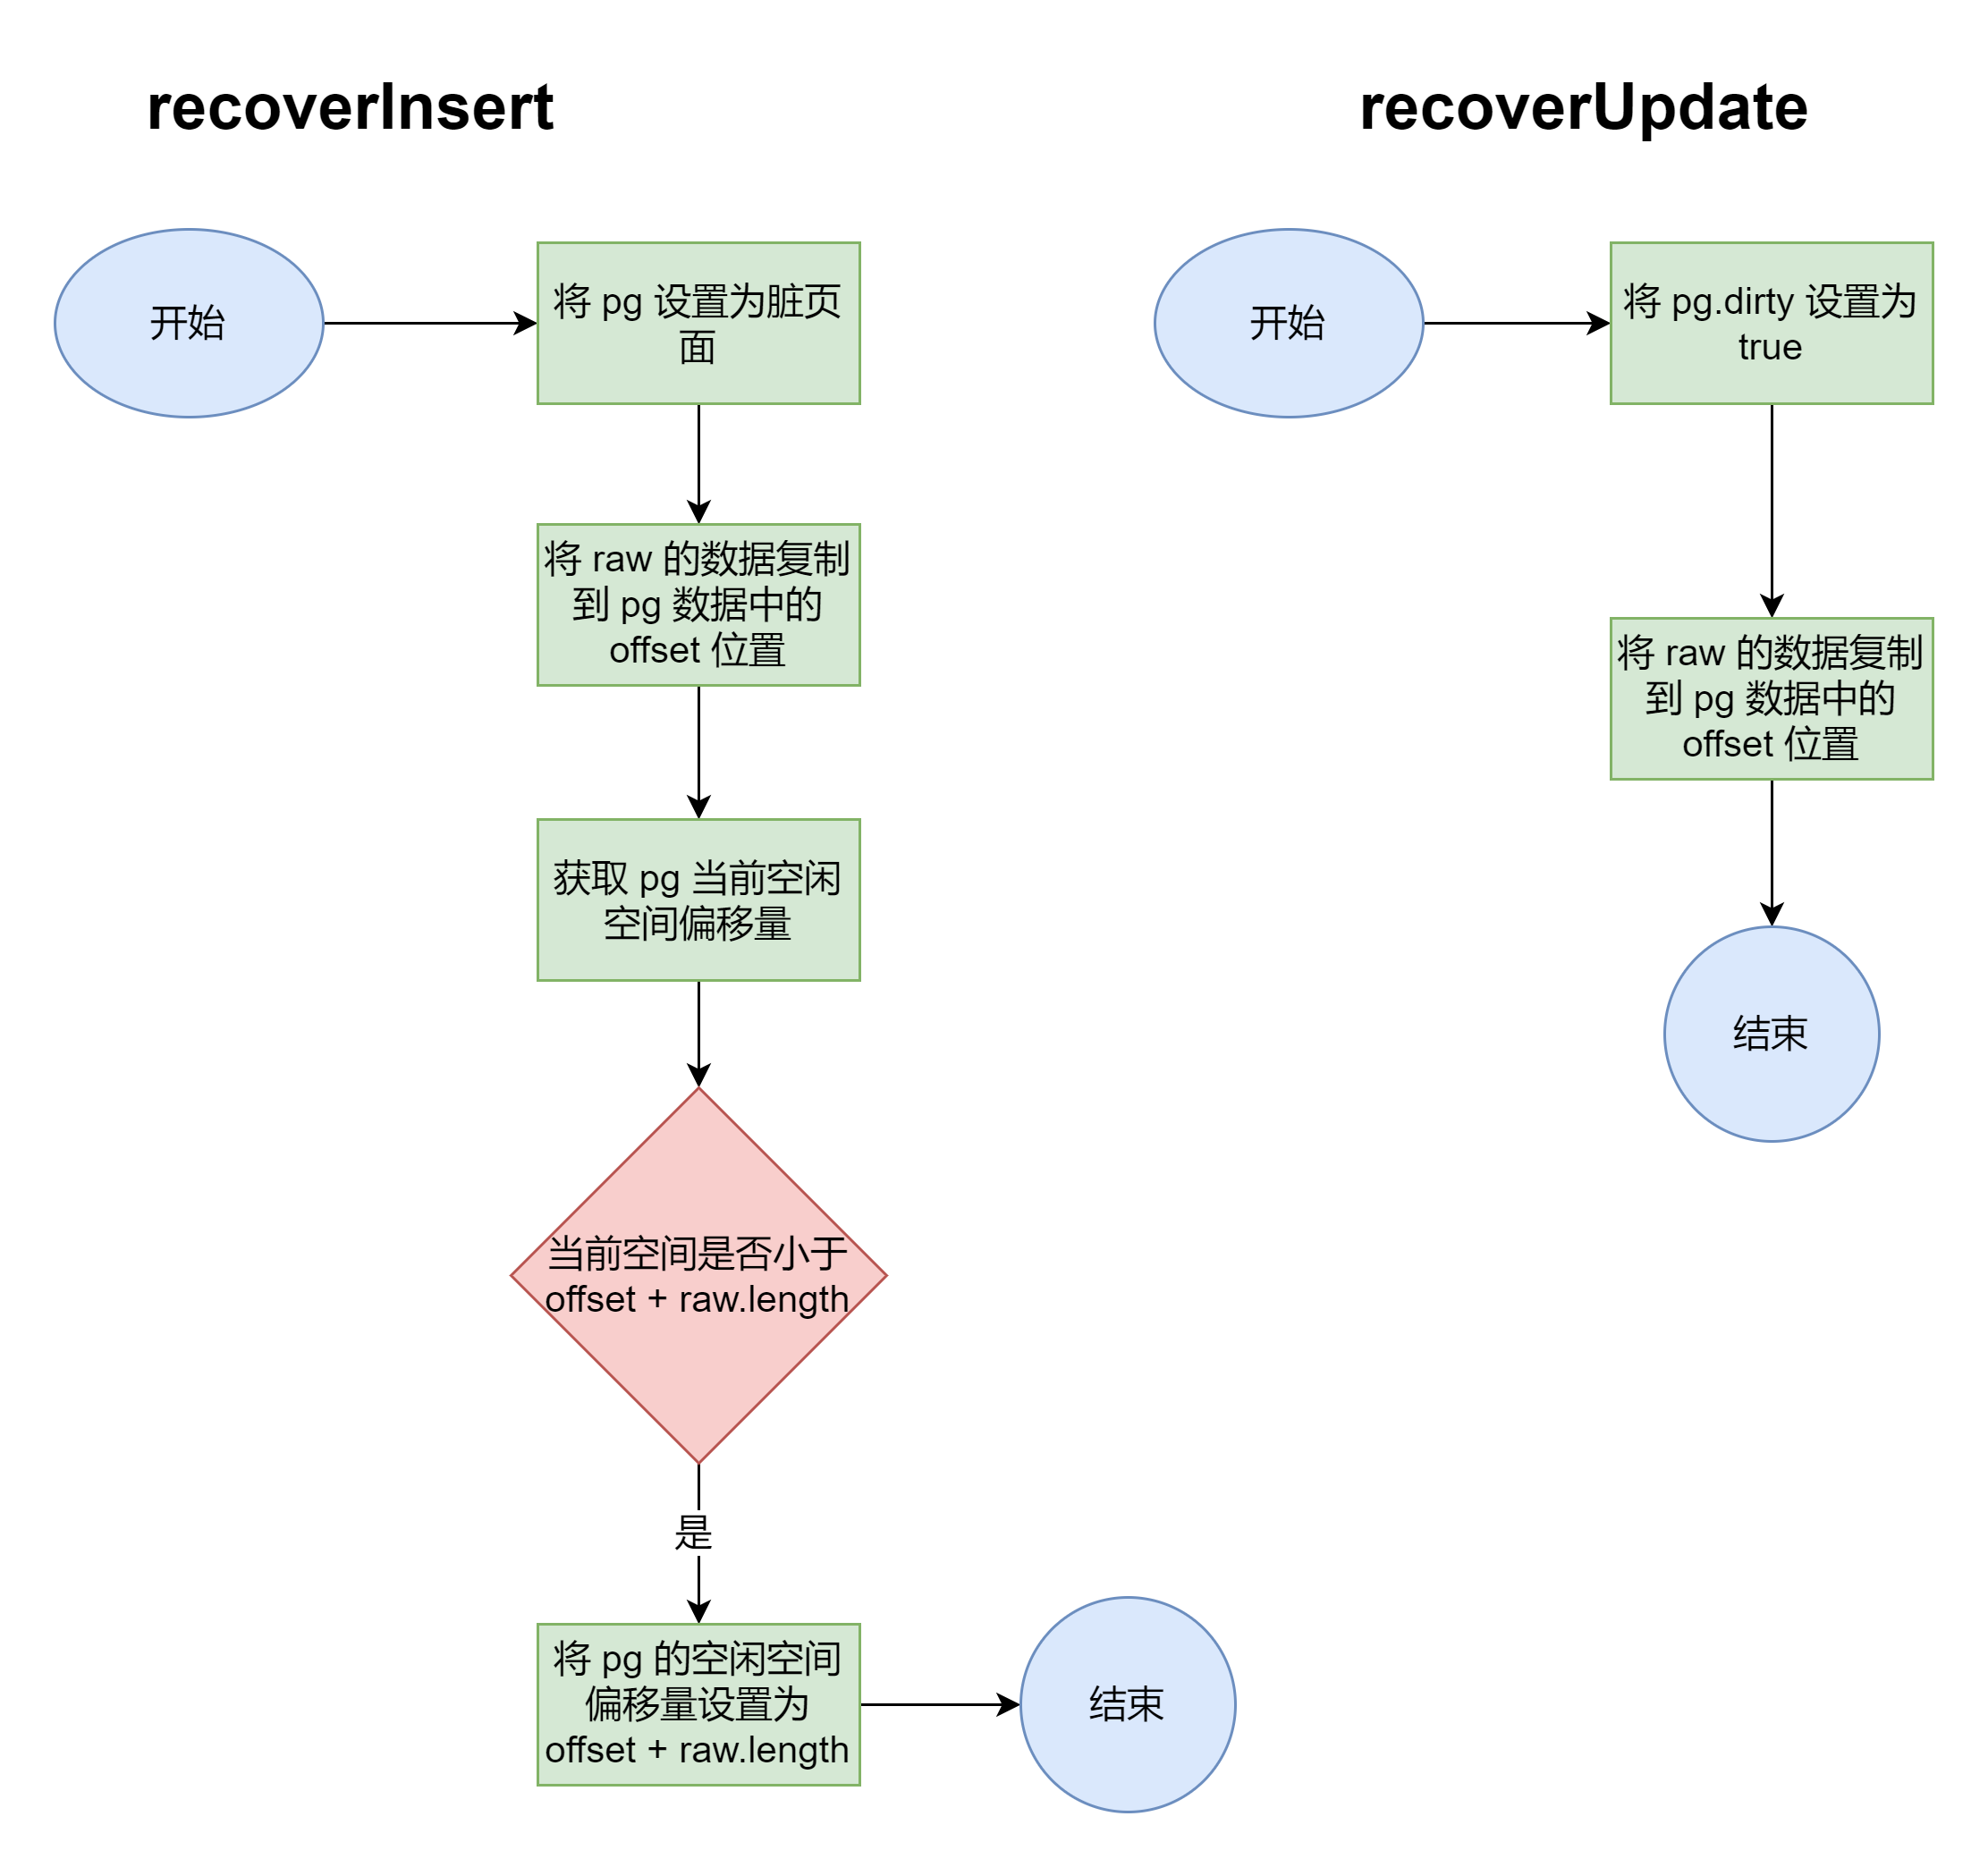 recoverInsert
开始
将 pg 设置为脏页
面
将 raw 的数据复制
到 pg 数据中的
offset 位置
获取 pg 当前空闲
空间偏移量
当前空间是否小于
offset + raw.length
是
将 pg 的空闲空间
偏移量设置为
offset + raw.length
结束
recoverUpdate
开始
将 pg.dirty 设置为
true
将 raw 的数据复制
到 pg 数据中的
offset 位置
结束